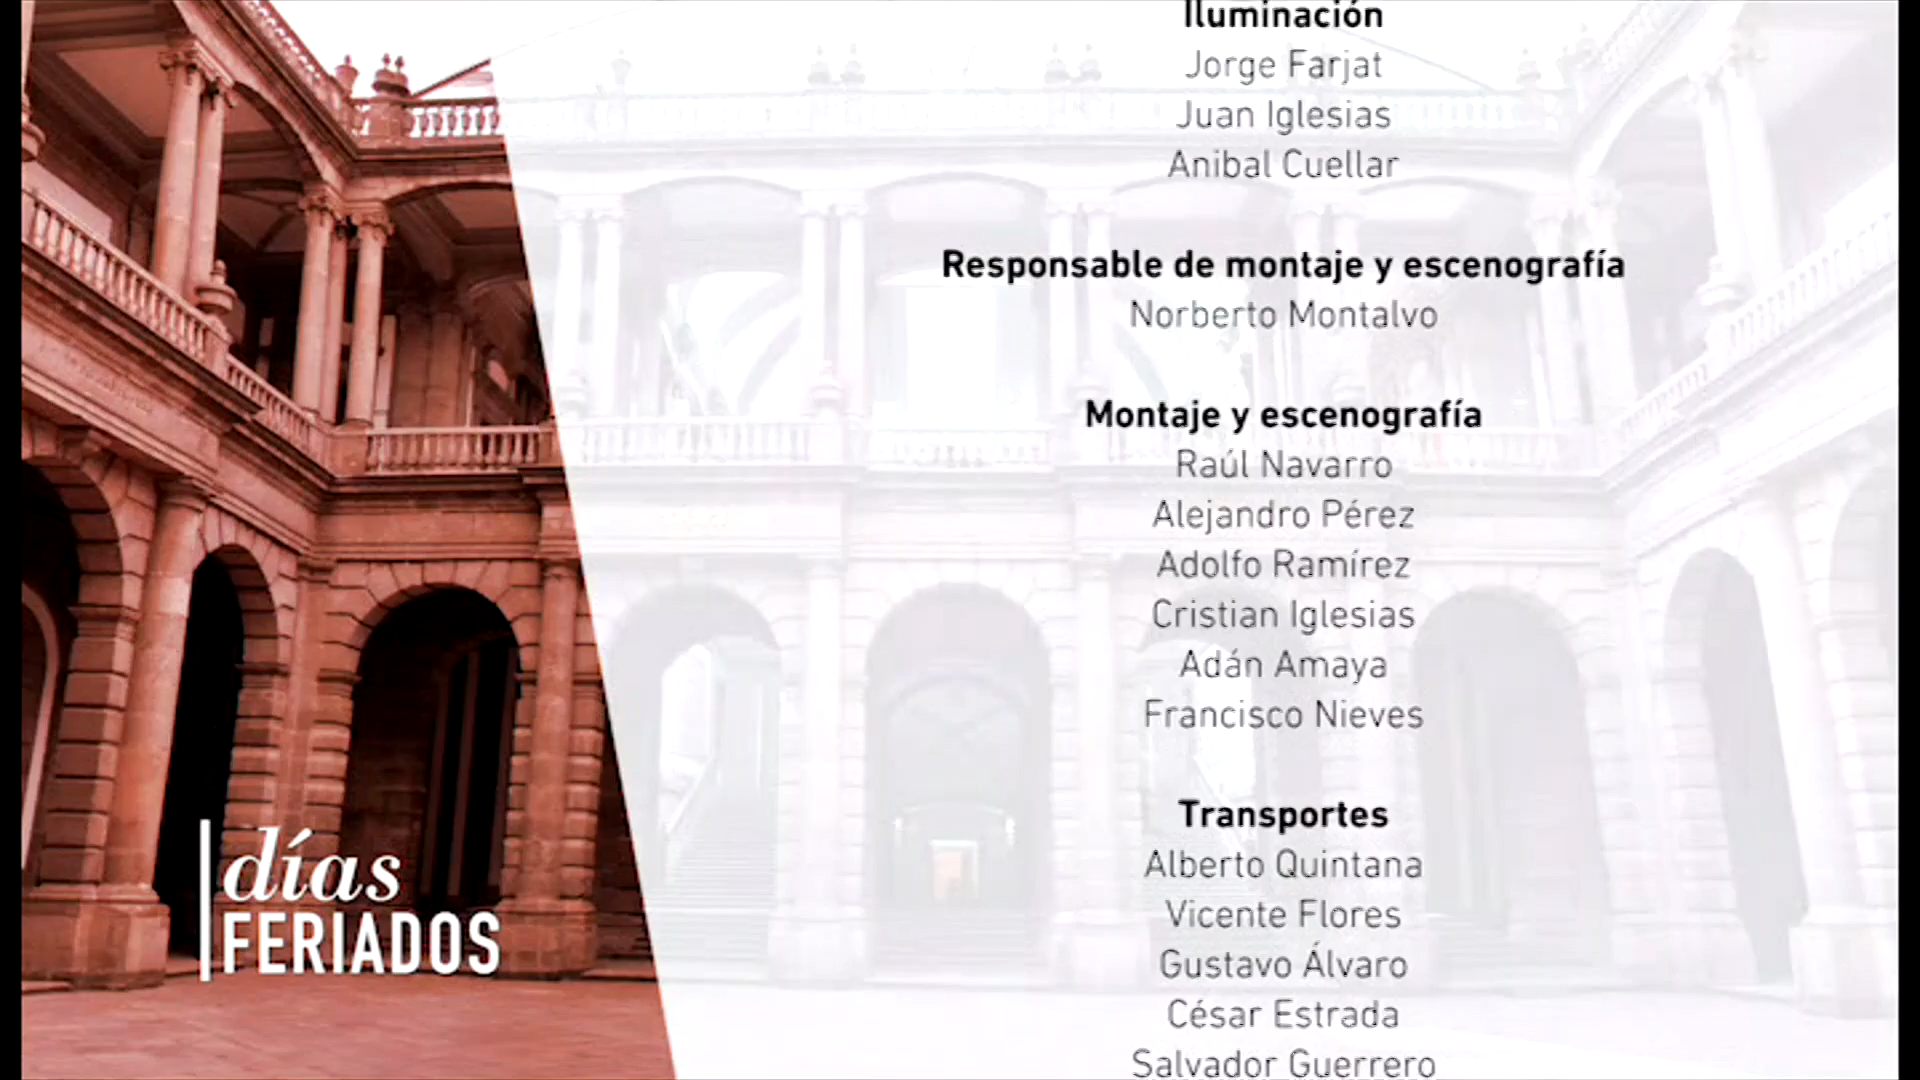 Iluminación
Jorge Farjat
Juan Iglesias
Anibal Cuellar
Responsable de montaje y escenografía
Norberto Montalvo
Montaje y escenografía
Raúl Navarro
Alejandro Pérez
Adolfo Ramírez
Cristian Iglesias
Adán Amaya
Francisco Nieves
Transportes
Alberto Quintana
Vicente Flores
Gustavo Álvaro
César Estrada
Salvador Guerrero
días
FERIADOS